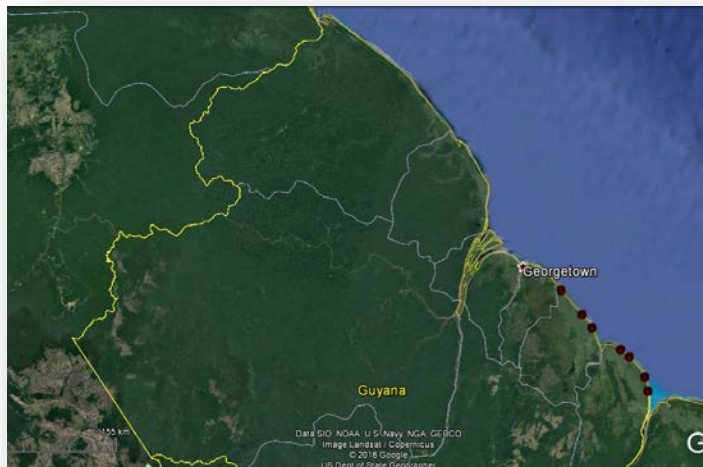 Georgetown
Guyana
155 km
Data SIO, NOAA, U.S. Navy, NGA, GEBCO
Image Landsat / Copernicus
© 2016 Google
US Dept of State Geographer
G